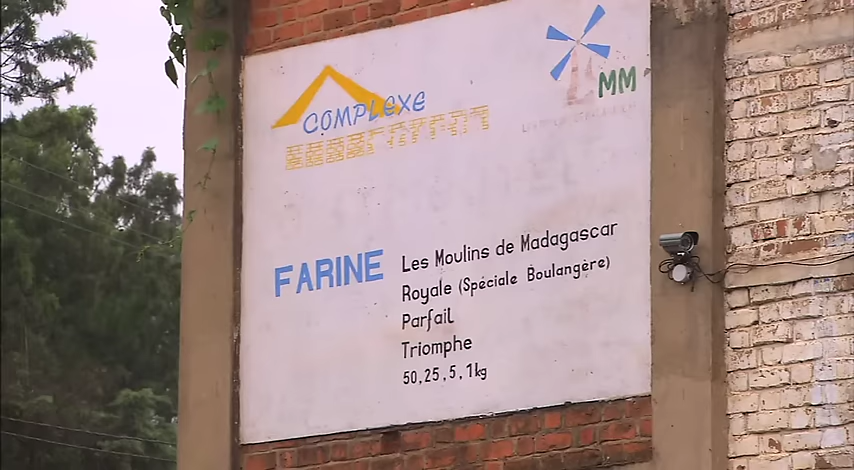 COMPLEXE
MM
FARINE
Les Moulins de Madagascar
Royale (Spéciale Boulangère)
Parfail
Triomphe
50, 25, 5, 1kg